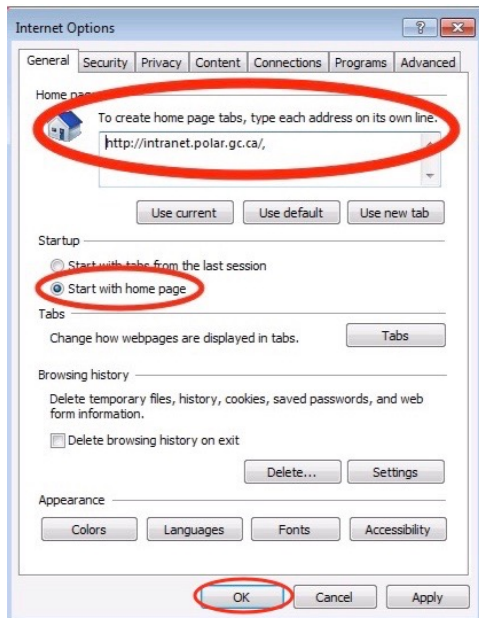 Internet Options
General Security Privacy Content Connections Programs Advanced
Home page
To create home page tabs, type each address on its own line.
http://intranet.polar.gc.ca/,
Use current Use default Use new tab
Startup
Start with tabs from the last session
Start with home page
Tabs
Change how webpages are displayed in tabs. Tabs
Browsing history
Delete temporary files, history, cookies, saved passwords, and web
form information.
Delete browsing history on exit
Delete... Settings
Appearance
Colors Languages Fonts Accessibility
OK Cancel Apply